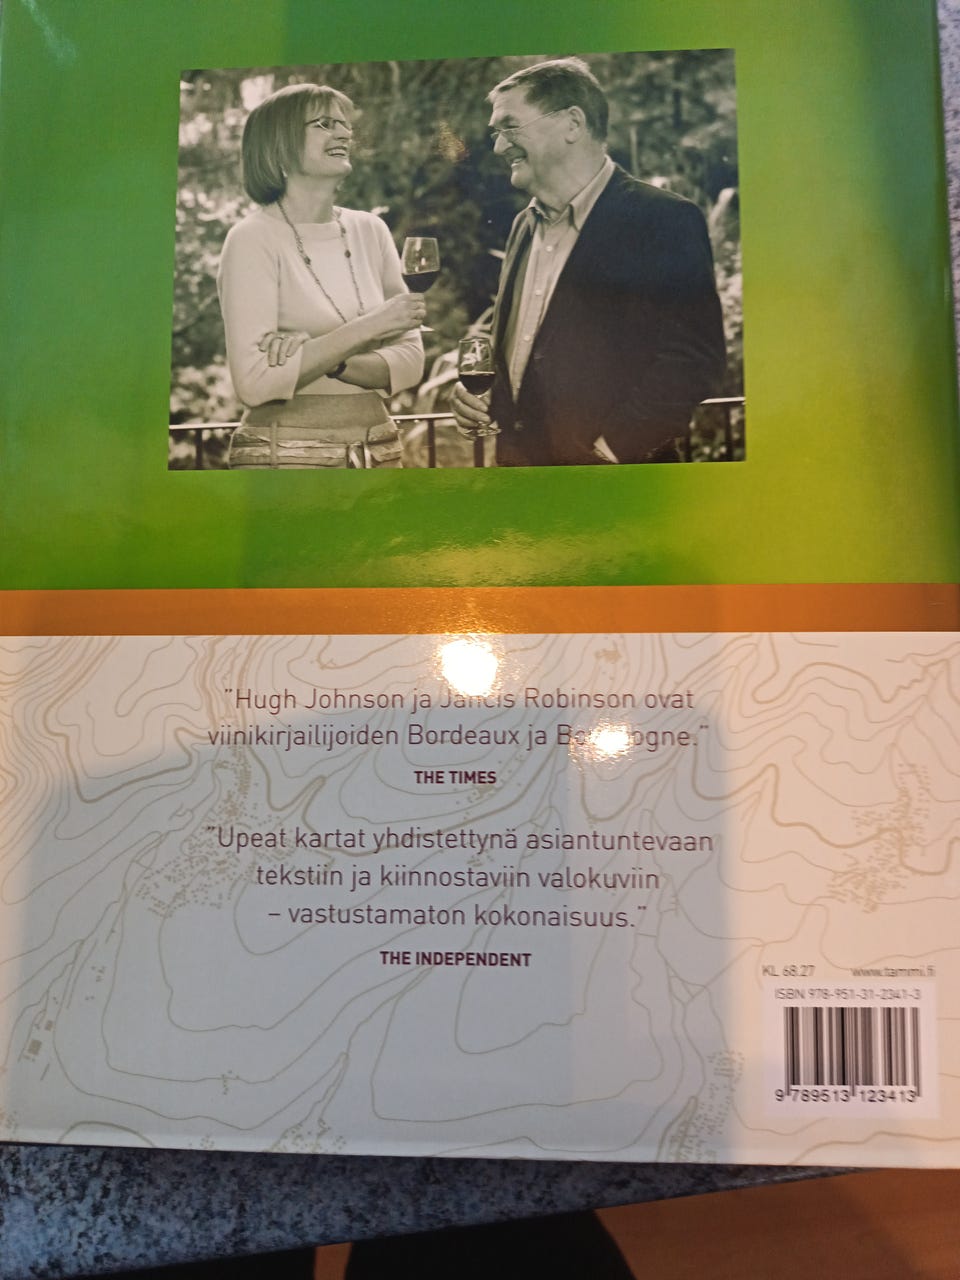 "Hugh Johnson ja Jancis Robinson ovat
viinikirjailijoiden Bordeaux ja
THE TIMES
"Upeat kartat yhdistettynä asiantuntevaan
tekstiin ja kiinnostaviin valokuviin
– vastustamaton kokonaisuus."
THE INDEPENDENT
KL 68.27 www.tammi.fi
ISBN 978-951-31-2341-3
9 789513 123413